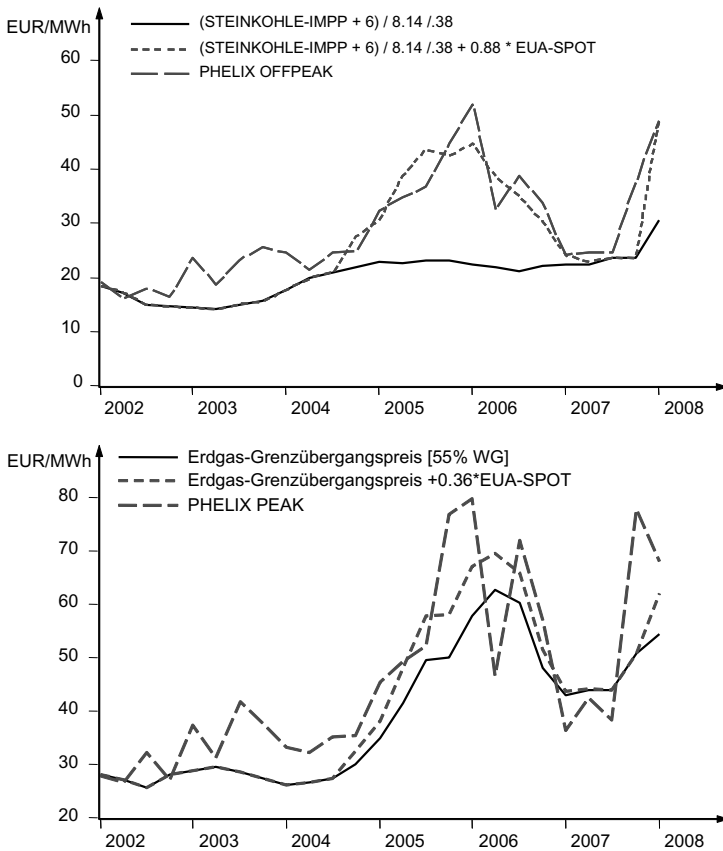 EUR/MWh
(STEINKOHLE-IMPP + 6) / 8.14 /.38
(STEINKOHLE-IMPP + 6) / 8.14 /.38 + 0.88 * EUA-SPOT
PHELIX OFFPEAK
60
50
40
30
20
10
0
2002 2003 2004 2005 2006 2007 2008
EUR/MWh
Erdgas-Grenzübergangspreis [55% WG]
Erdgas-Grenzübergangspreis +0.36*EUA-SPOT
PHELIX PEAK
80
70
60
50
40
30
20
2002 2003 2004 2005 2006 2007 2008